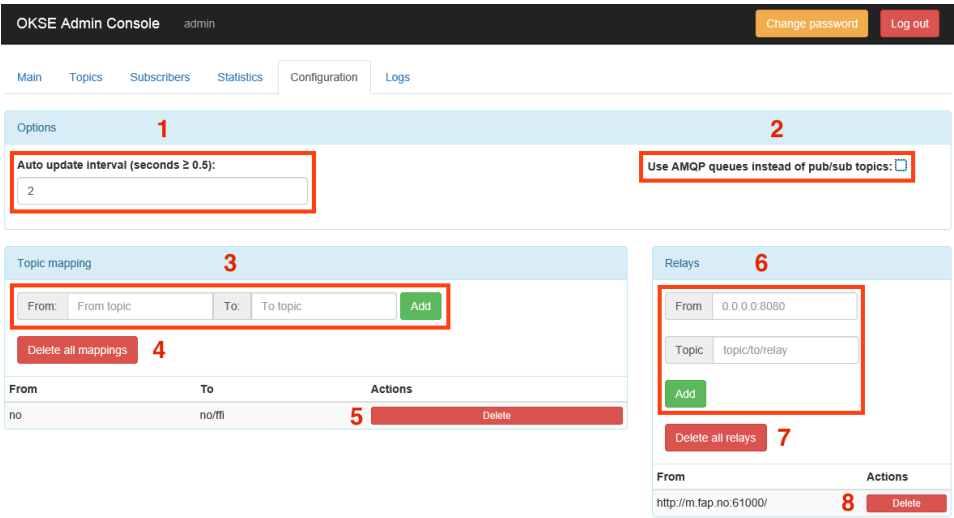 OKSE Admin Console admin Change password Log out
Main Topics Subscribers Statistics Configuration Logs
Options 1 2
Auto update interval (seconds ≥ 0.5):
2
Use AMQP queues instead of pub/sub topics:
Topic mapping 3
From: From topic To: To topic Add
Delete all mappings 4
From To Actions
no no/ffi 5 Delete
Relays 6
From 0.0.0.0:8080
Topic topic/to/relay
Add
Delete all relays 7
From Actions
http://m.fap.no:61000/ 8 Delete